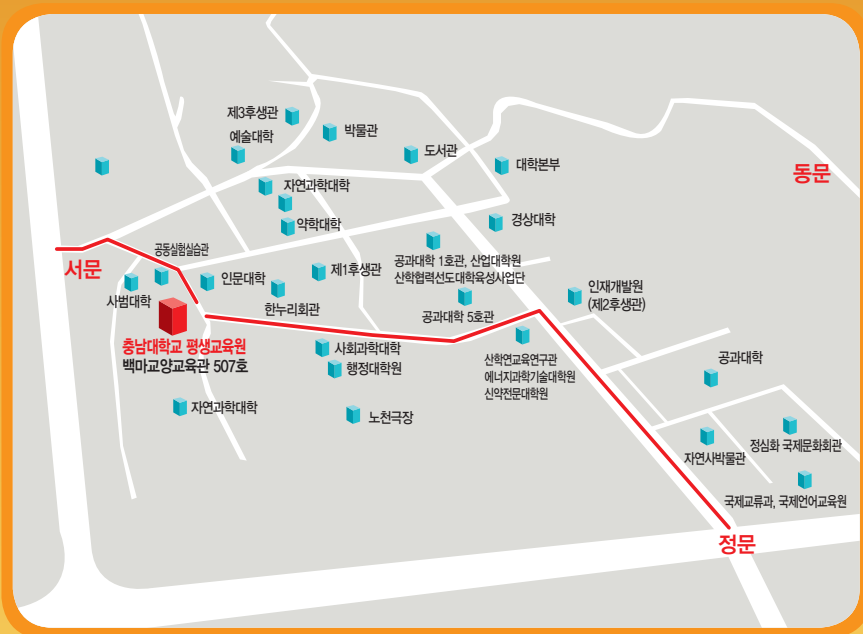 제3후생관
예술대학
박물관
도서관
대학본부
동문
자연과학대학
약학대학
경상대학
공동실험실습관
서문
사범대학
인문대학
한누리회관
제1후생관
공과대학 1호관, 산업대학원
산학협력선도대학육성사업단
공과대학 5호관
인재개발원
(제2후생관)
충남대학교 평생교육원
백마교양교육관 507호
사회과학대학
행정대학원
산학연교육연구관
에너지과학기술대학원
신약전문대학원
공과대학
자연과학대학
노천극장
자연사박물관
정심화 국제문화회관
국제교류과, 국제언어교육원
정문